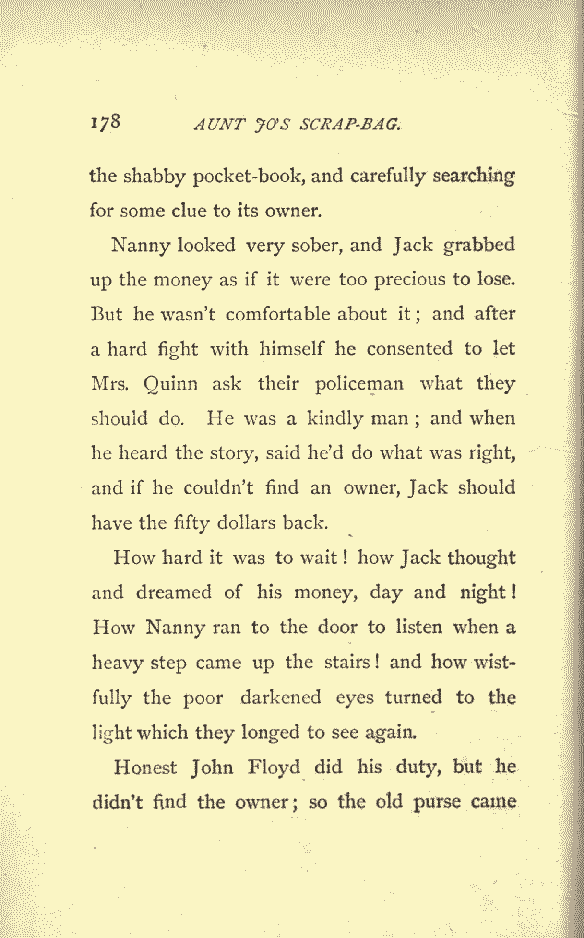 178 AUNT JO'S SCRAP-BAG.
the shabby pocket-book, and carefully searching
for some clue to its owner.
Nanny looked very sober, and Jack grabbed
up the money as if it were too precious to lose.
But he wasn't comfortable about it; and after
a hard fight with himself he consented to let
Mrs. Quinn ask their policeman what they
should do. He was a kindly man; and when
he heard the story, said he'd do what was right,
and if he couldn't find an owner, Jack should
have the fifty dollars back.
How hard it was to wait! how Jack thought
and dreamed of his money, day and night!
How Nanny ran to the door to listen when a
heavy step came up the stairs! and how wist-
fully the poor darkened eyes turned to the
light which they longed to see again.
Honest John Floyd did his duty, but he
didn't find the owner; so the old purse came